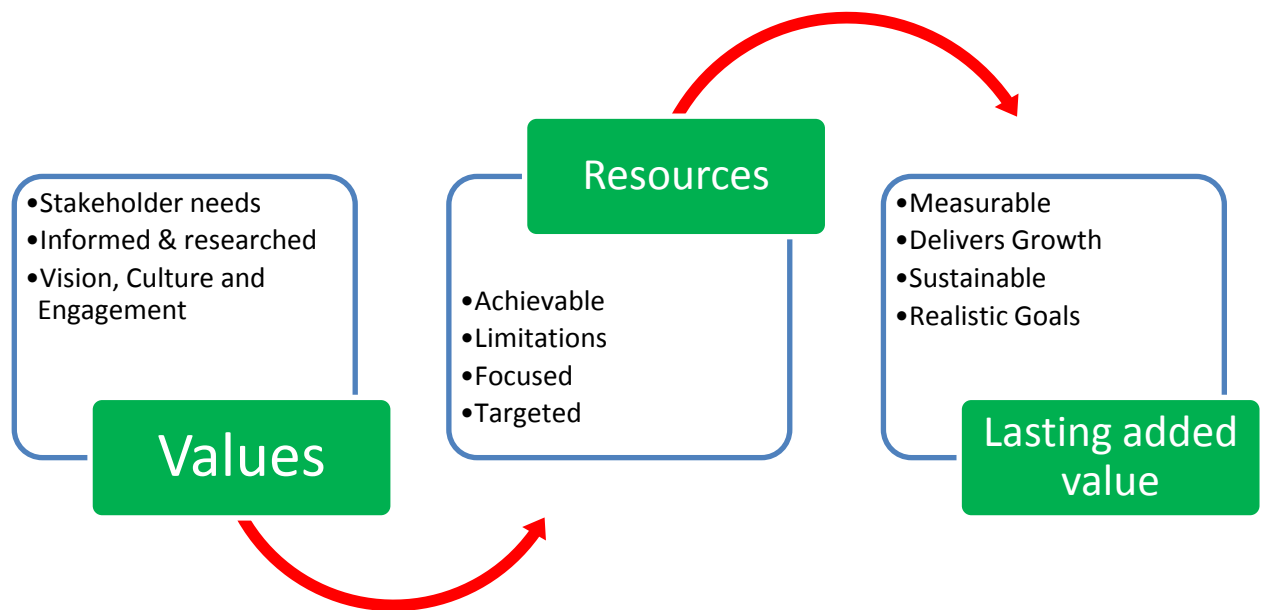 •Stakeholder needs
•Informed & researched
•Vision, Culture and
Engagement
Values
Resources
•Achievable
•Limitations
•Focused
•Targeted
•Measurable
•Delivers Growth
•Sustainable
•Realistic Goals
Lasting added
value